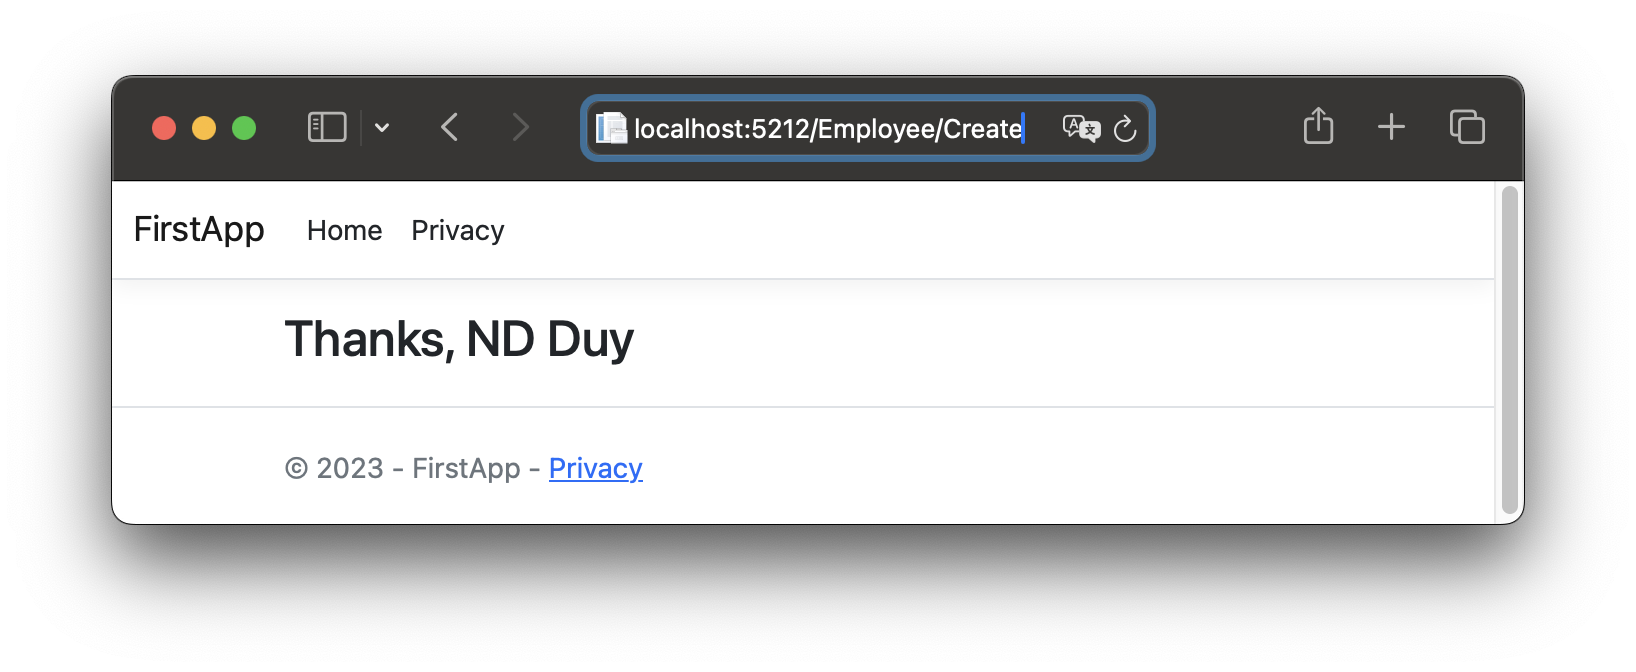 localhost:5212/Employee/Create
FirstApp Home Privacy
Thanks, ND Duy
© 2023 - FirstApp - Privacy